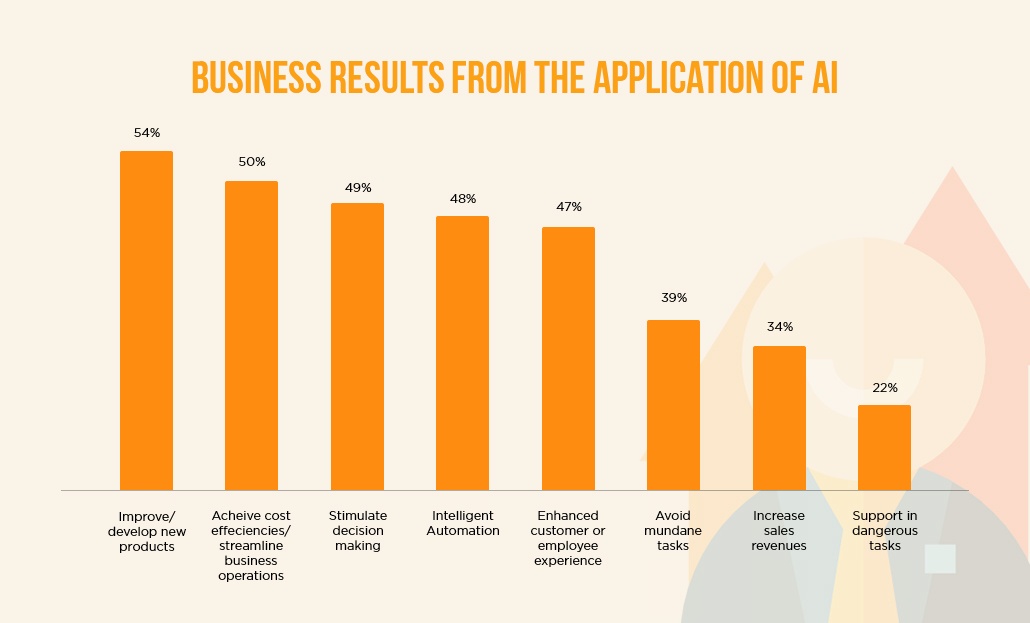 BUSINESS RESULTS FROM THE APPLICATION OF AI
54%
50%
49%
48%
47%
39%
34%
22%
Improve/
develop new
products
Acheive cost
effeciencies/
streamline
business
operations
Stimulate
decision
making
Intelligent
Automation
Enhanced
customer or
employee
experience
Avoid
mundane
tasks
Increase
sales
revenues
Support in
dangerous
tasks